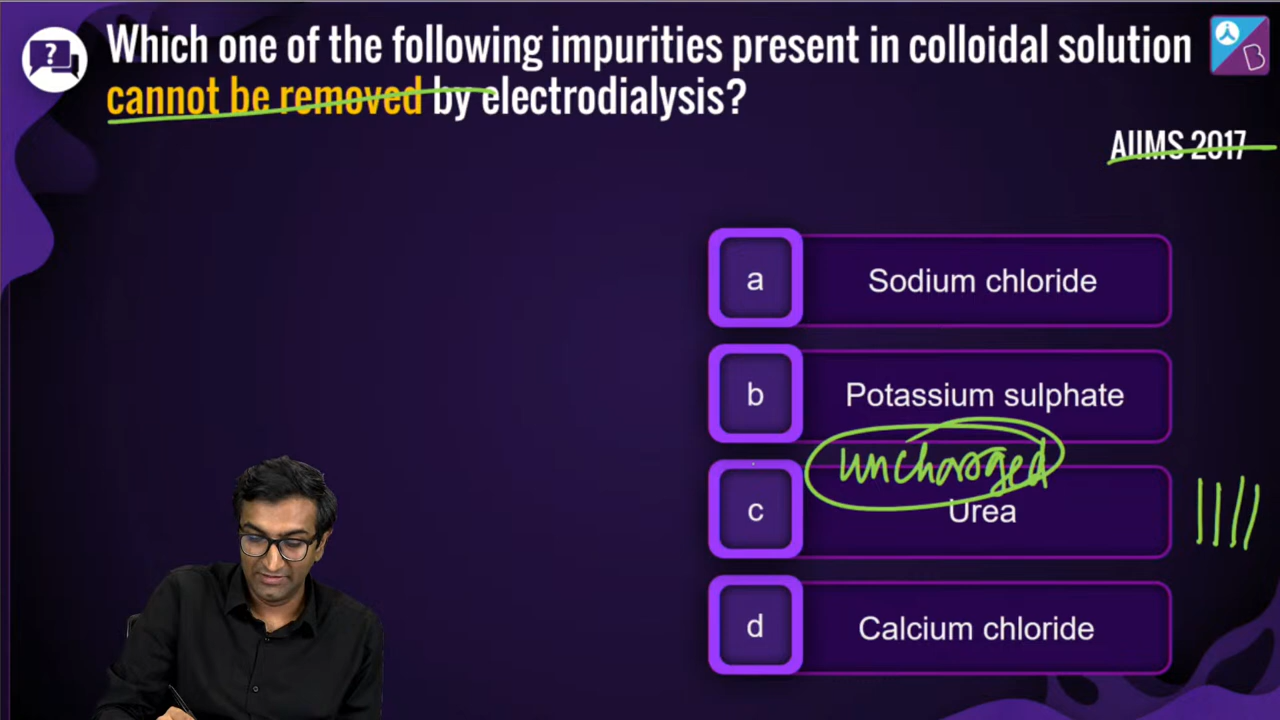 ?
Which one of the following impurities present in colloidal solution
cannot be removed by electrodialysis?
B
AIIMS 2017
a
Sodium chloride
b
Potassium sulphate
uncharged
c
Urea
d
Calcium chloride